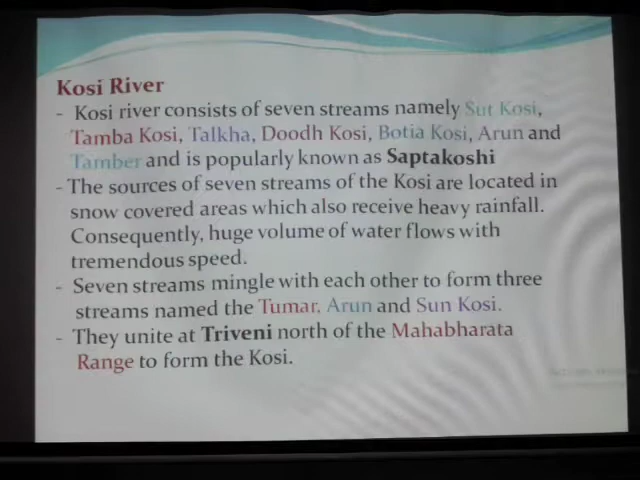 Kosi River
- Kosi river consists of seven streams namely Sut Kosi,
Tamba Kosi, Talkha, Doodh Kosi, Botia Kosi, Arun and
Tamber and is popularly known as Saptakoshi
- The sources of seven streams of the Kosi are located in
snow covered areas which also receive heavy rainfall.
Consequently, huge volume of water flows with
tremendous speed.
- Seven streams mingle with each other to form three
streams named the Tumar, Arun and Sun Kosi.
- They unite at Triveni north of the Mahabharata
Range to form the Kosi.